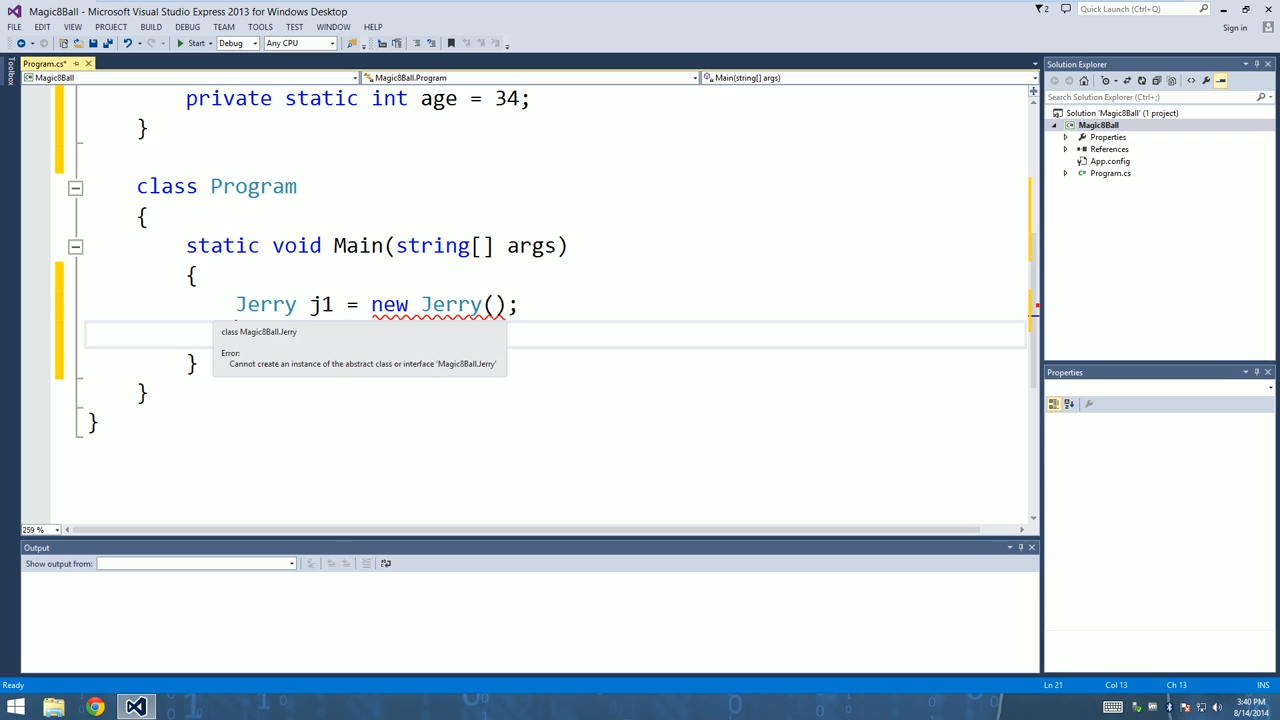 Magic8Ball - Microsoft Visual Studio Express 2013 for Windows Desktop
2
Quick Launch (Ctrl+Q)
FILE EDIT VIEW PROJECT BUILD DEBUG TEAM TOOLS TEST WINDOW HELP
Sign in
Start Debug Any CPU
Toolbox
Program.cs*
Magic8Ball
Magic8Ball.Program
Main(string[] args)
private static int age = 34;
}
class Program
{
static void Main(string[] args)
{
Jerry j1 = new Jerry();
class Magic8Ball.Jerry
Error:
Cannot create an instance of the abstract class or interface 'Magic8Ball.Jerry'
}
}
}
259 %
Output
Show output from:
Solution Explorer
Search Solution Explorer (Ctrl+;)
Solution 'Magic8Ball' (1 project)
Magic8Ball
Properties
References
App.config
Program.cs
Properties
Ready
Ln 21
Col 13
Ch 13
INS
3:40 PM
8/14/2014